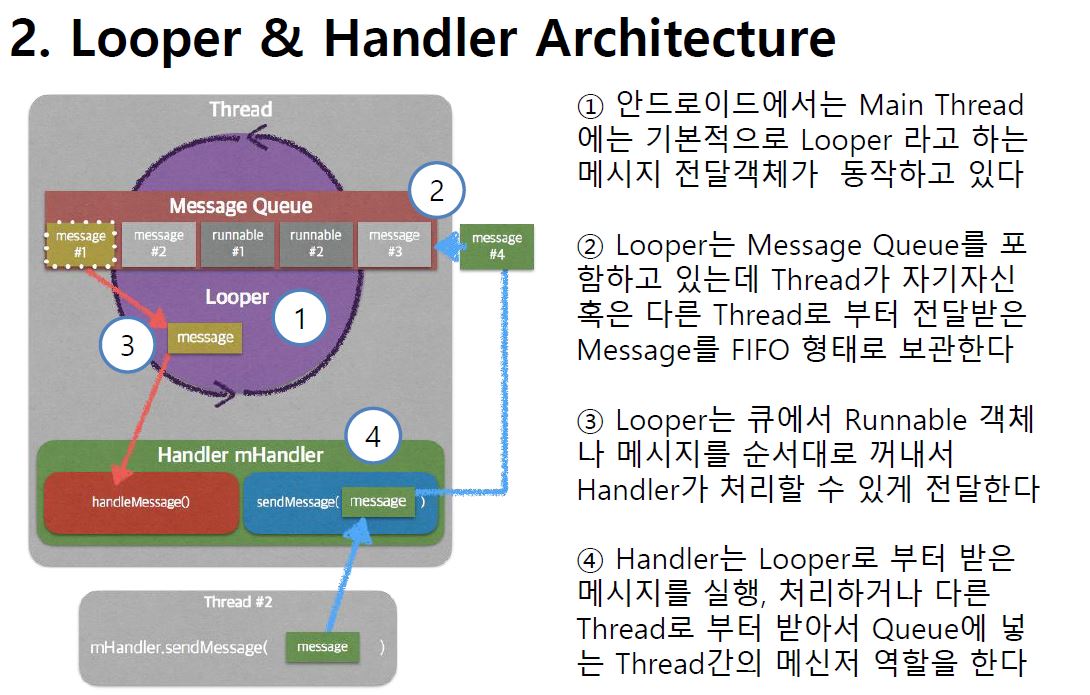 2. Looper & Handler Architecture
Thread
Message Queue
message
#1
message
#2
runnable
#1
runnable
#2
message
#3
message
#4
2
Looper
1
3
message
4
Handler mHandler
handleMessage()
sendMessage( message )
Thread #2
mHandler.sendMessage( message )
① 안드로이드에서는 Main Thread
에는 기본적으로 Looper 라고 하는
메시지 전달객체가 동작하고 있다
② Looper는 Message Queue를 포
함하고 있는데 Thread가 자기자신
혹은 다른 Thread로 부터 전달받은
Message를 FIFO 형태로 보관한다
③ Looper는 큐에서 Runnable 객체
나 메시지를 순서대로 꺼내서
Handler가 처리할 수 있게 전달한다
④ Handler는 Looper로 부터 받은
메시지를 실행, 처리하거나 다른
Thread로 부터 받아서 Queue에 넣
는 Thread간의 메신저 역할을 한다